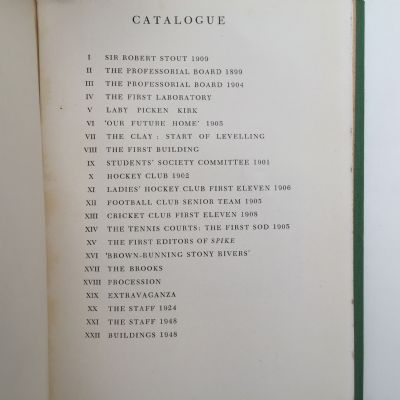 CATALOGUE
I SIR ROBERT STOUT 1909
II THE PROFESSORIAL BOARD 1899
III THE PROFESSORIAL BOARD 1904
IV THE FIRST LABORATORY
V LABY PICKEN KIRK
VI 'OUR FUTURE HOME' 1905
VII THE CLAY : START OF LEVELLING
VIII THE FIRST BUILDING
IX STUDENTS' SOCIETY COMMITTEE 1901
X HOCKEY CLUB 1902
XI LADIES' HOCKEY CLUB FIRST ELEVEN 1906
XII FOOTBALL CLUB SENIOR TEAM 1905
XIII CRICKET CLUB FIRST ELEVEN 1908
XIV THE TENNIS COURTS: THE FIRST SOD 1905
XV THE FIRST EDITORS OF SPIKE
XVI 'BROWN-RUNNING STONY RIVERS'
XVII THE BROOKS
XVIII PROCESSION
XIX EXTRAVAGANZA
XX THE STAFF 1924
XXI THE STAFF 1948
XXII BUILDINGS 1948